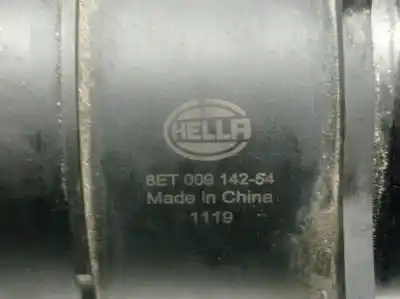 HELLA
8ET 009 142-54
Made In China
1119